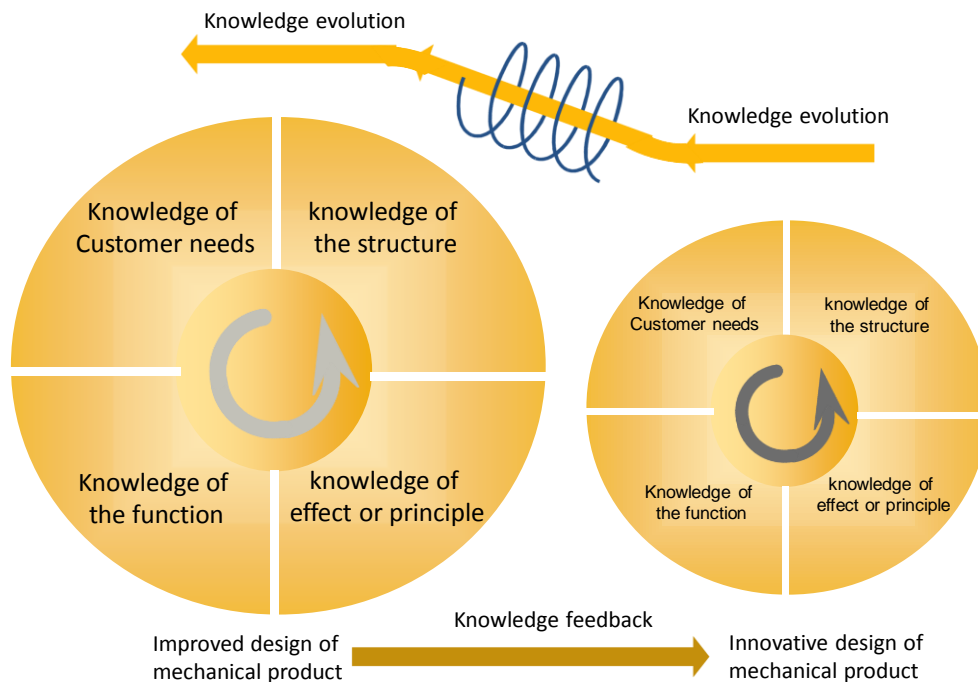 Knowledge evolution
Knowledge evolution
Knowledge of
Customer needs
knowledge of
the structure
Knowledge of
the function
knowledge of
effect or principle
Knowledge of
Customer needs
knowledge of
the structure
Knowledge of
the function
knowledge of
effect or principle
Improved design of
mechanical product
Knowledge feedback
Innovative design of
mechanical product